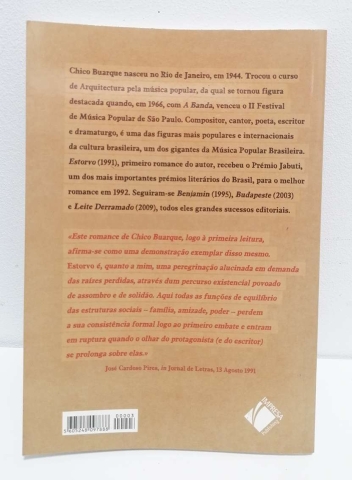 Chico Buarque nasceu no Rio de Janeiro, em 1944. Trocou o curso
de Arquitectura pela música popular, da qual se tornou figura
destacada quando, em 1966, com A Banda, venceu o II Festival
de Música Popular de São Paulo. Compositor, cantor, poeta, escritor
e dramaturgo, é uma das figuras mais populares e internacionais
da cultura brasileira, um dos gigantes da Música Popular Brasileira.
Estorvo (1991), primeiro romance do autor, recebeu o Prémio Jabuti,
um dos mais importantes prémios literários do Brasil, para o melhor
romance em 1992. Seguiram-se Benjamin (1995), Budapeste (2003)
e Leite Derramado (2009), todos eles grandes sucessos editoriais.
«Este romance de Chico Buarque, logo à primeira leitura,
afirma-se como uma demonstração exemplar disso mesmo.
Estorvo é, quanto a mim, uma peregrinação alucinada em demanda
das raízes perdidas, através dum percurso existencial povoado
de assombro e de solidão. Aqui todas as funções de equilíbrio
das estruturas sociais – família, amizade, poder – perdem
a sua consistência formal logo ao primeiro embate e entram
em ruptura quando o olhar do protagonista (e do escritor)
se prolonga sobre elas.»
José Cardoso Pires, in Jornal de Letras, 13 Agosto 1991
00003